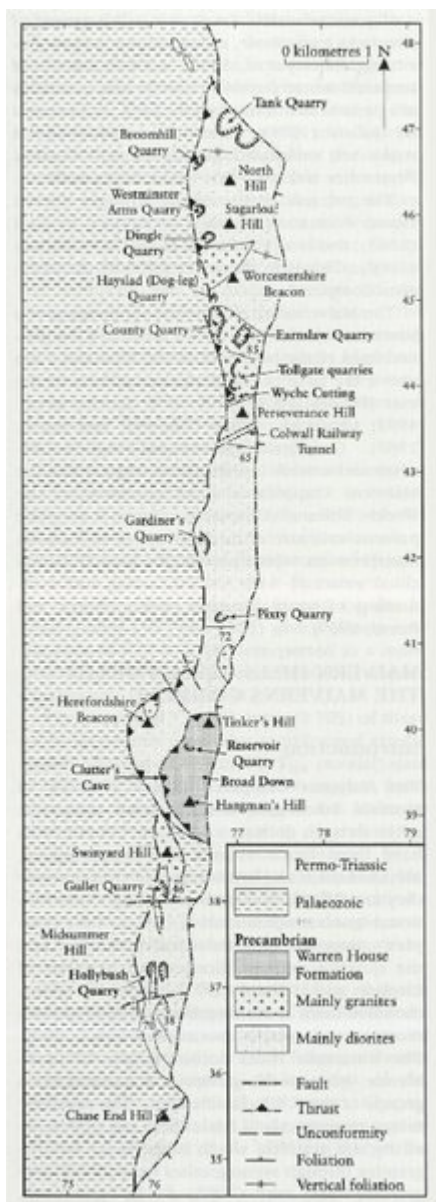 48
0 kilometres 1
N
Tank Quarry
47
Broomhill
Quarry
North
Hill
Westminster
Arms Quarry
Sugarloaf
Hill
46
Dingle
Quarry
Worcestershire
Beacon
Hayslad (Dog-leg)
Quarry
45
County Quarry
Earnslaw Quarry
85
Tollgate quarries
44
Wyche Cutting
Perseverance Hill
Colwall Railway
Tunnel
65
43
Gardiner's
Quarry
42
Pixty Quarry
72
41
Herefordshire
Beacon
Tinker's Hill
40
Reservoir
Quarry
Clutter's
Cave
Broad Down
Hangman's Hill
77
78
79
39
Swinyard Hill
Gullet Quarry
46
38
Midsummer
Hill
Hollybush
Quarry
37
36
Chase End Hill
35
75
76
Permo-Triassic
Palaeozoic
Precambrian
Warren House
Formation
Mainly granites
Mainly diorites
Fault
Thrust
Unconformity
Foliation
Vertical foliation